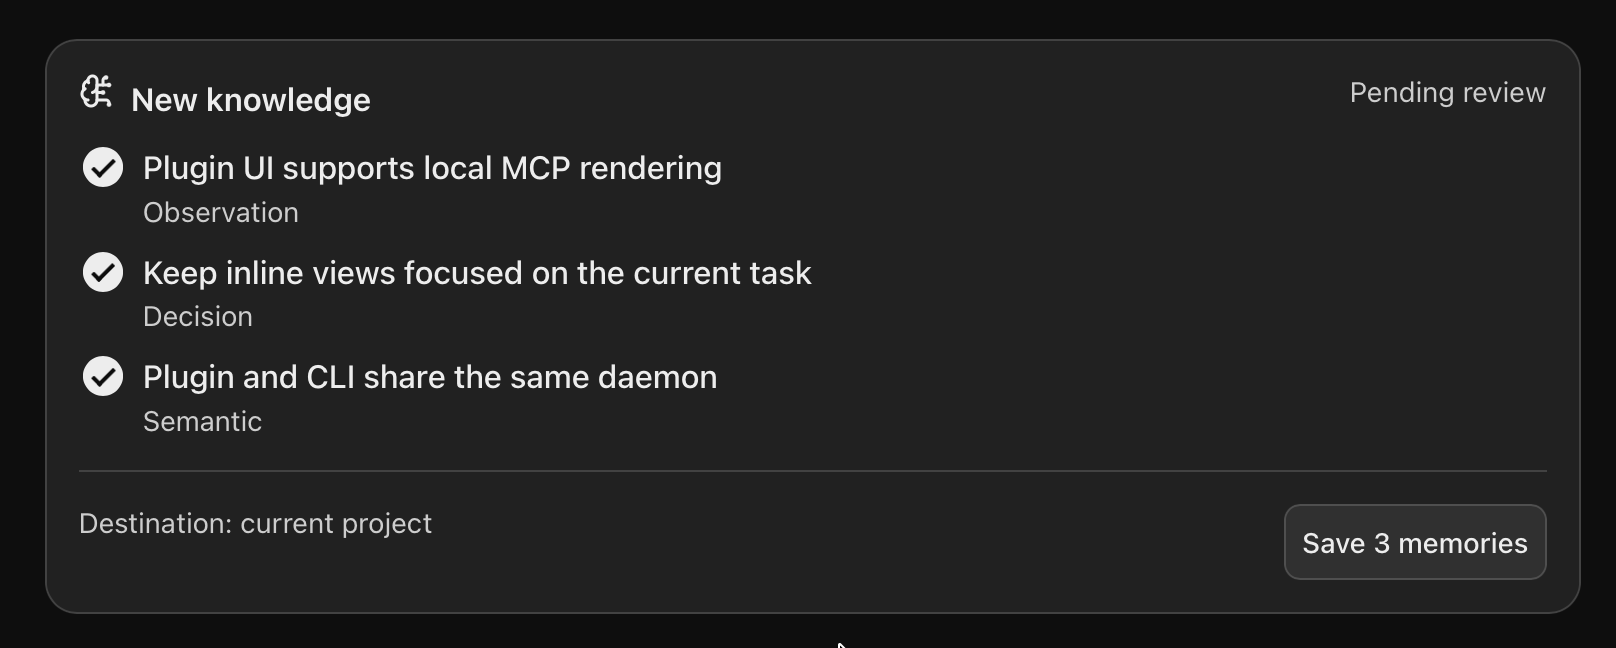 New knowledge
Pending review
Plugin UI supports local MCP rendering
Observation
Keep inline views focused on the current task
Decision
Plugin and CLI share the same daemon
Semantic
Destination: current project
Save 3 memories